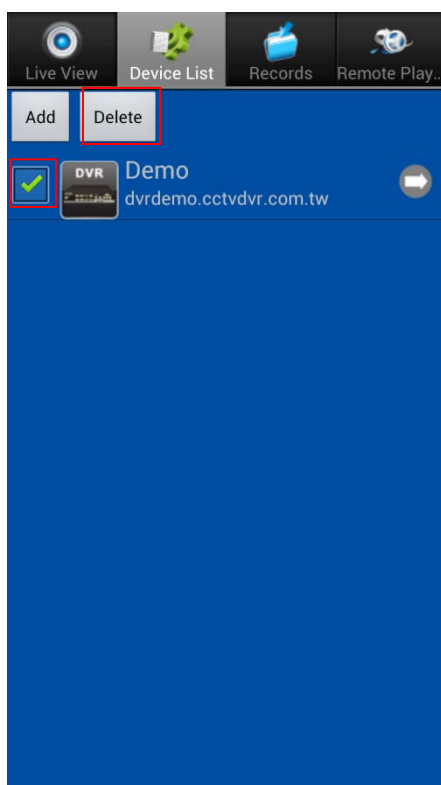 Live View
Device List
Records
Remote Play..
Add
Delete
DVR
Demo
dvrdemo.cctvdvr.com.tw